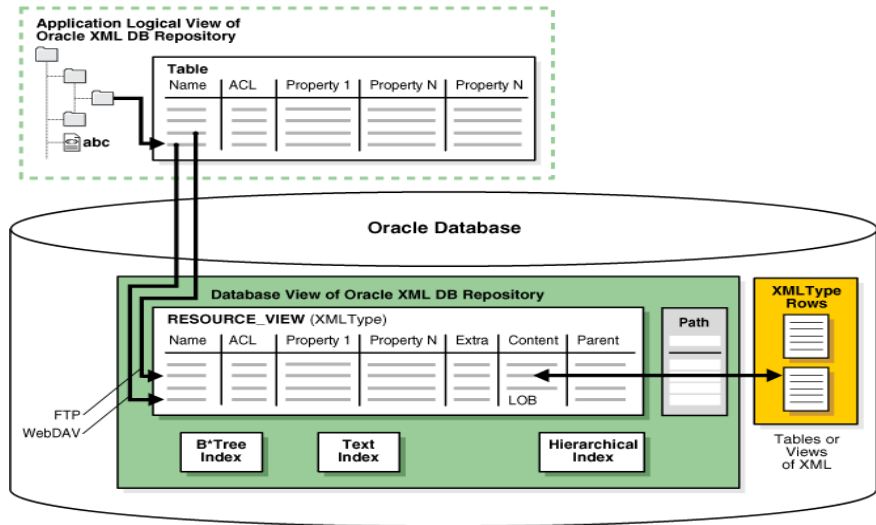 Application Logical View of
Oracle XML DB Repository
Table
Name ACL Property 1 Property N Property N
abc
Oracle Database
Database View of Oracle XML DB Repository
RESOURCE_VIEW (XMLType)
Name ACL Property 1 Property N Extra Content Parent
LOB
Path
XMLType
Rows
FTP
WebDAV
B*Tree
Index
Text
Index
Hierarchical
Index
Tables or
Views
of XML